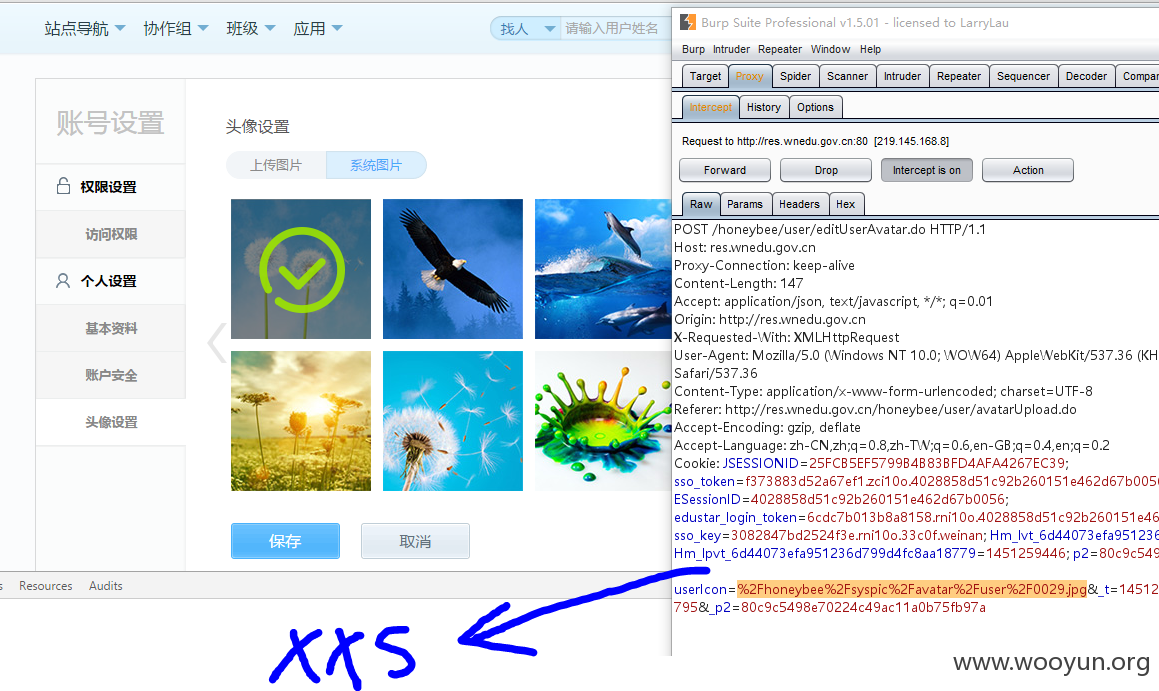 站点导航 协作组 班级 应用 找人 请输入用户姓名
账号设置
权限设置
访问权限
个人设置
基本资料
账户安全
头像设置
头像设置
上传图片 系统图片
保存 取消
Resources Audits
Burp Suite Professional v1.5.01 - licensed to LarryLau
Burp Intruder Repeater Window Help
Target Proxy Spider Scanner Intruder Repeater Sequencer Decoder Compar
Intercept History Options
Request to http://res.wnedu.gov.cn:80 [219.145.168.8]
Forward Drop Intercept is on Action
Raw Params Headers Hex
POST /honeybee/user/editUserAvatar.do HTTP/1.1
Host: res.wnedu.gov.cn
Proxy-Connection: keep-alive
Content-Length: 147
Accept: application/json, text/javascript, */*; q=0.01
Origin: http://res.wnedu.gov.cn
X-Requested-With: XMLHttpRequest
User-Agent: Mozilla/5.0 (Windows NT 10.0; WOW64) AppleWebKit/537.36 (KH
Safari/537.36
Content-Type: application/x-www-form-urlencoded; charset=UTF-8
Referer: http://res.wnedu.gov.cn/honeybee/user/avatarUpload.do
Accept-Encoding: gzip, deflate
Accept-Language: zh-CN,zh;q=0.8,zh-TW;q=0.6,en-GB;q=0.4,en;q=0.2
Cookie: JSESSIONID=25FCB5EF5799B4B83BFD4AFA4267EC39;
sso_token=f373883d52a67ef1.zci10o.4028858d51c92b260151e462d67b0056
ESessionID=4028858d51c92b260151e462d67b0056;
edustar_login_token=6cdc7b013b8a8158.rni10o.4028858d51c92b260151e46
sso_key=3082847bd2524f3e.rni10o.33c0f.weinan; Hm_lvt_6d44073efa951236
Hm_lpvt_6d44073efa951236d799d4fc8aa18779=1451259446; p2=80c9c549
userIcon=%2Fhoneybee%2Fsyspic%2Favatar%2Fuser%2F0029.jpg&_t=14512
795&_p2=80c9c5498e70224c49ac11a0b75fb97a
XXS
www.wooyun.org